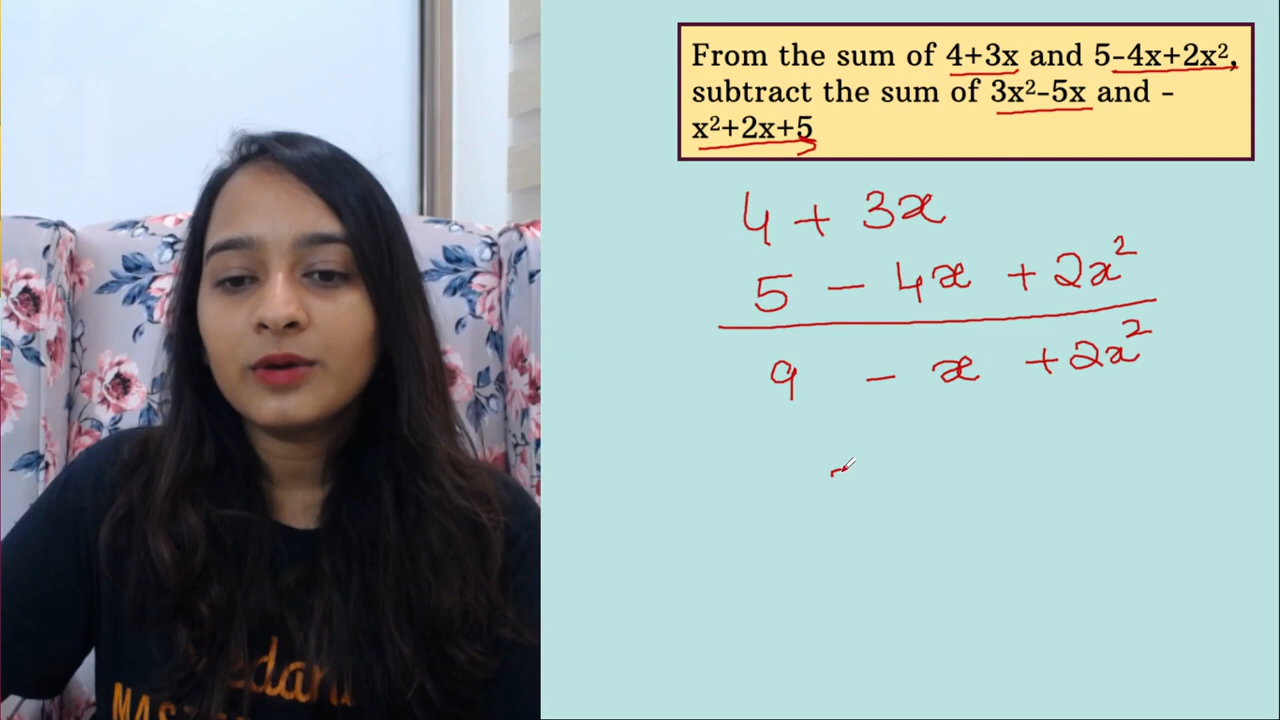 From the sum of 4+3x and 5-4x+2x²,
subtract the sum of 3x²-5x and -
x²+2x+5
4 + 3x
5 - 4x + 2x²
9 - x + 2x²